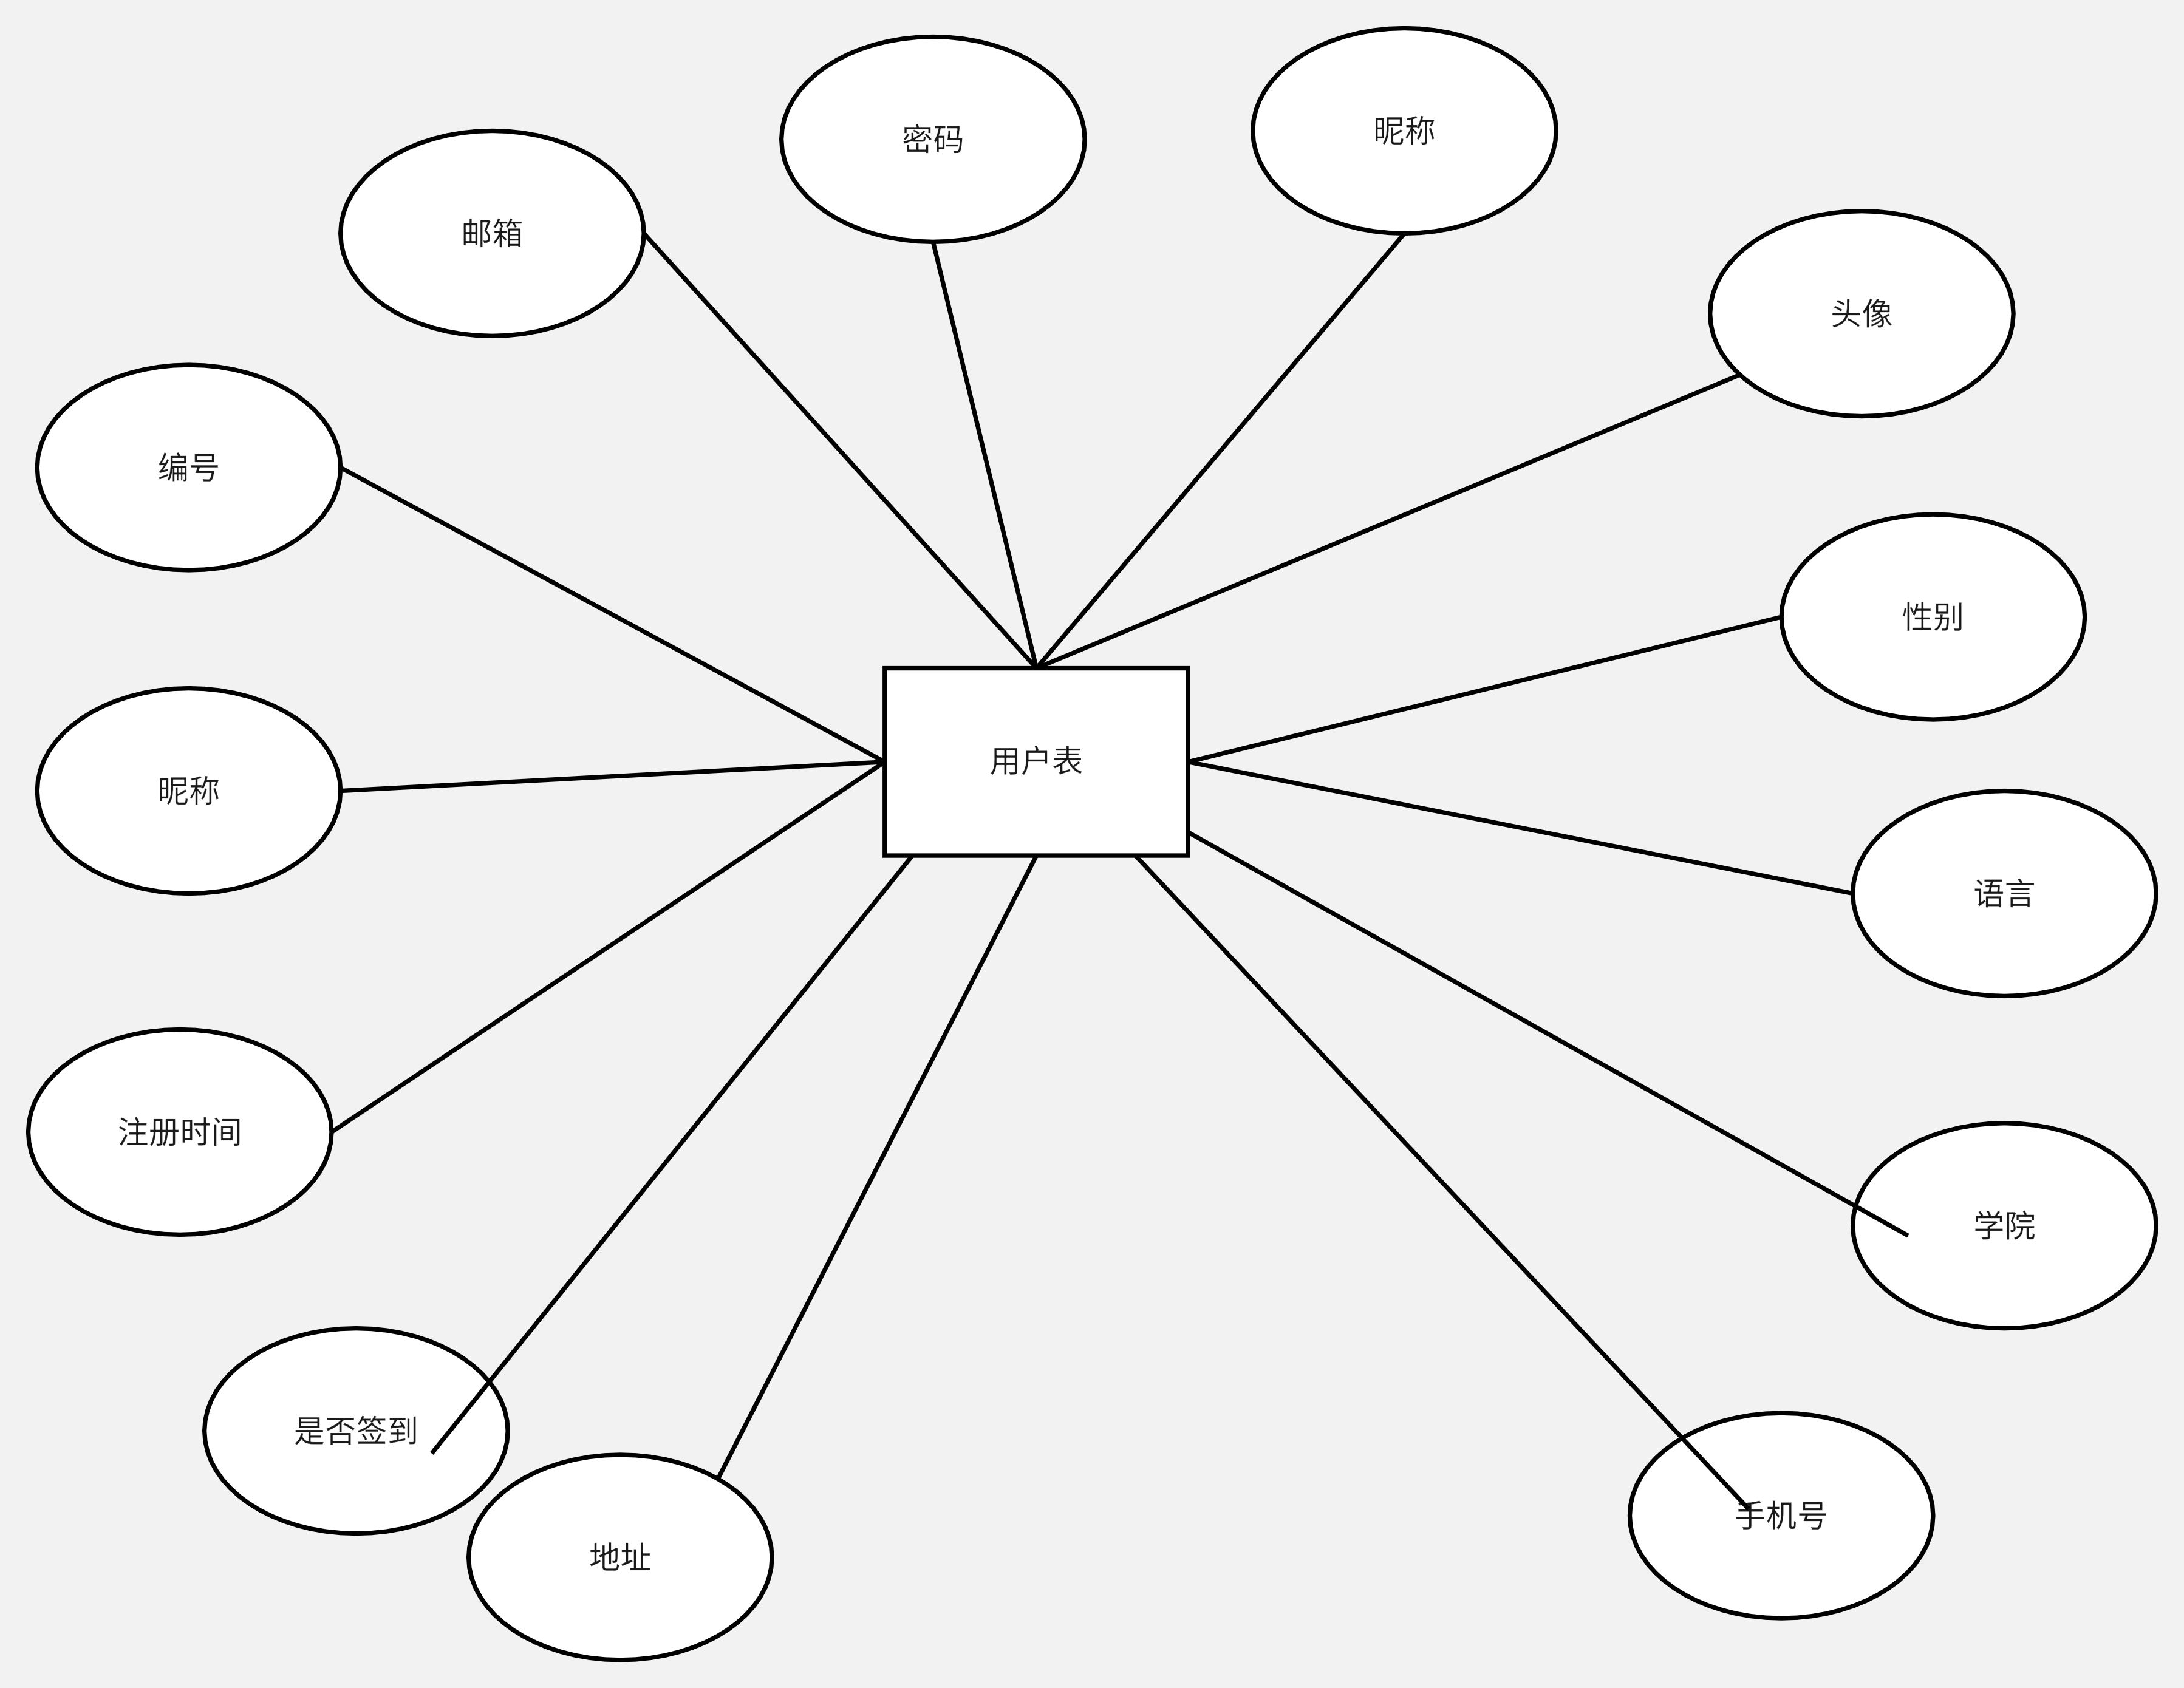 密码
昵称
邮箱
头像
编号
性别
用户表
昵称
语言
注册时间
学院
是否签到
手机号
地址